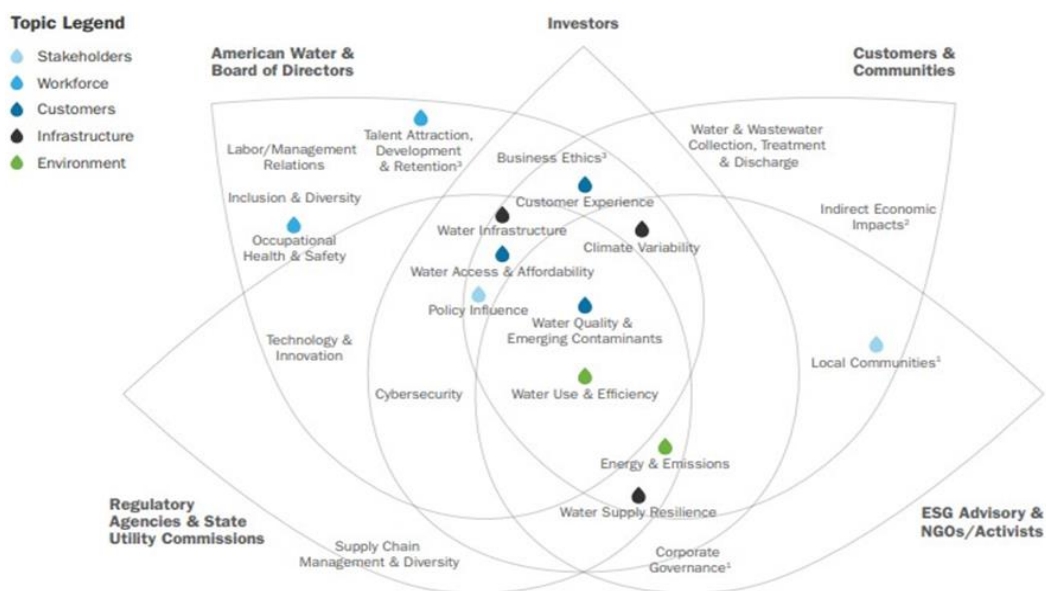 Topic Legend
Stakeholders
Workforce
Customers
Infrastructure
Environment
Investors
American Water &
Board of Directors
Customers &
Communities
Labor/Management
Relations
Talent Attraction,
Development
& Retention³
Business Ethics³
Water & Wastewater
Collection, Treatment
& Discharge
Inclusion & Diversity
Customer Experience
Indirect Economic
Impacts²
Occupational
Health & Safety
Water Infrastructure
Climate Variability
Water Access & Affordability
Policy Influence
Water Quality &
Emerging Contaminants
Technology &
Innovation
Local Communities¹
Cybersecurity
Water Use & Efficiency
Energy & Emissions
Water Supply Resilience
Regulatory
Agencies & State
Utility Commissions
ESG Advisory &
NGOs/Activists
Supply Chain
Management & Diversity
Corporate
Governance¹